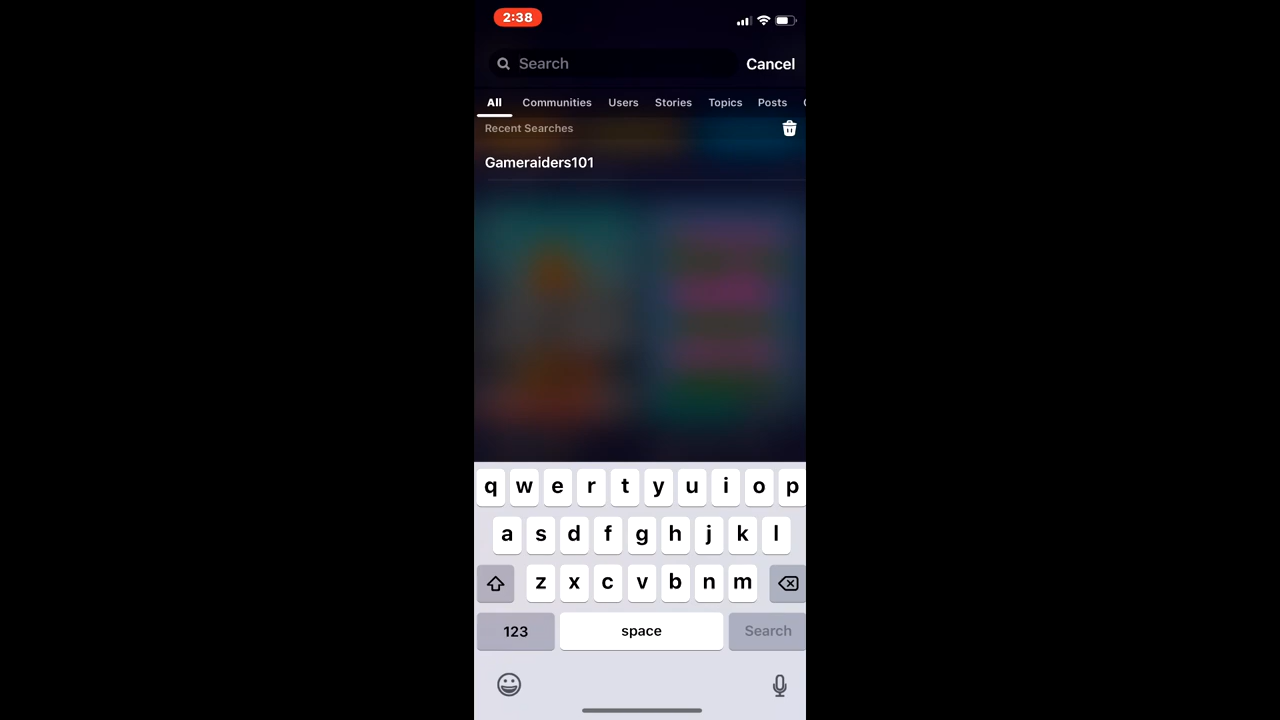 2:38
Search
Cancel
All Communities Users Stories Topics Posts
Recent Searches
Gameraiders101
q w e r t y u i o p
a s d f g h j k l
z x c v b n m
123 space Search